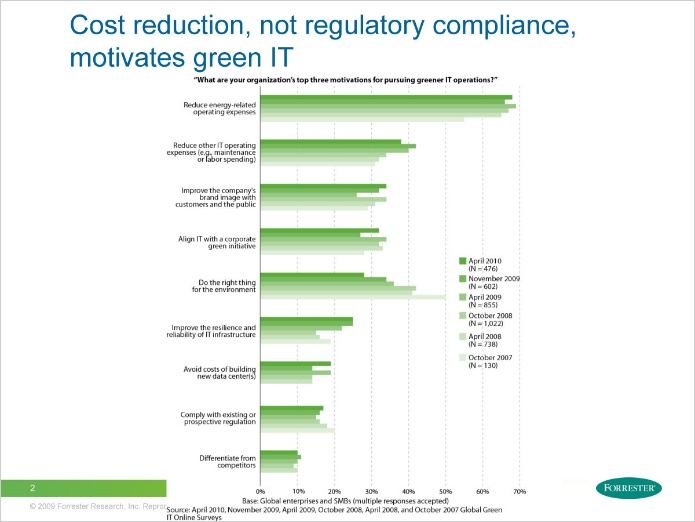 Cost reduction, not regulatory compliance,
motivates green IT
"What are your organization's top three motivations for pursuing greener IT operations?"
Reduce energy-related
operating expenses
Reduce other IT operating
expenses (e.g., maintenance
or labor spending)
Improve the company's
brand image with
customers and the public
Align IT with a corporate
green initiative
Do the right thing
for the environment
Improve the resilience and
reliability of IT infrastructure
Avoid costs of building
new data center(s)
Comply with existing or
prospective regulation
Differentiate from
competitors
April 2010
(N = 476)
November 2009
(N = 602)
April 2009
(N = 855)
October 2008
(N = 1,022)
April 2008
(N = 738)
October 2007
(N = 130)
0% 10% 20% 30% 40% 50% 60% 70%
Base: Global enterprises and SMBs (multiple responses accepted)
Source: April 2010, November 2009, April 2009, October 2008, April 2008, and October 2007 Global Green
IT Online Surveys
2
© 2009 Forrester Research, Inc. Reproc
FORRESTER